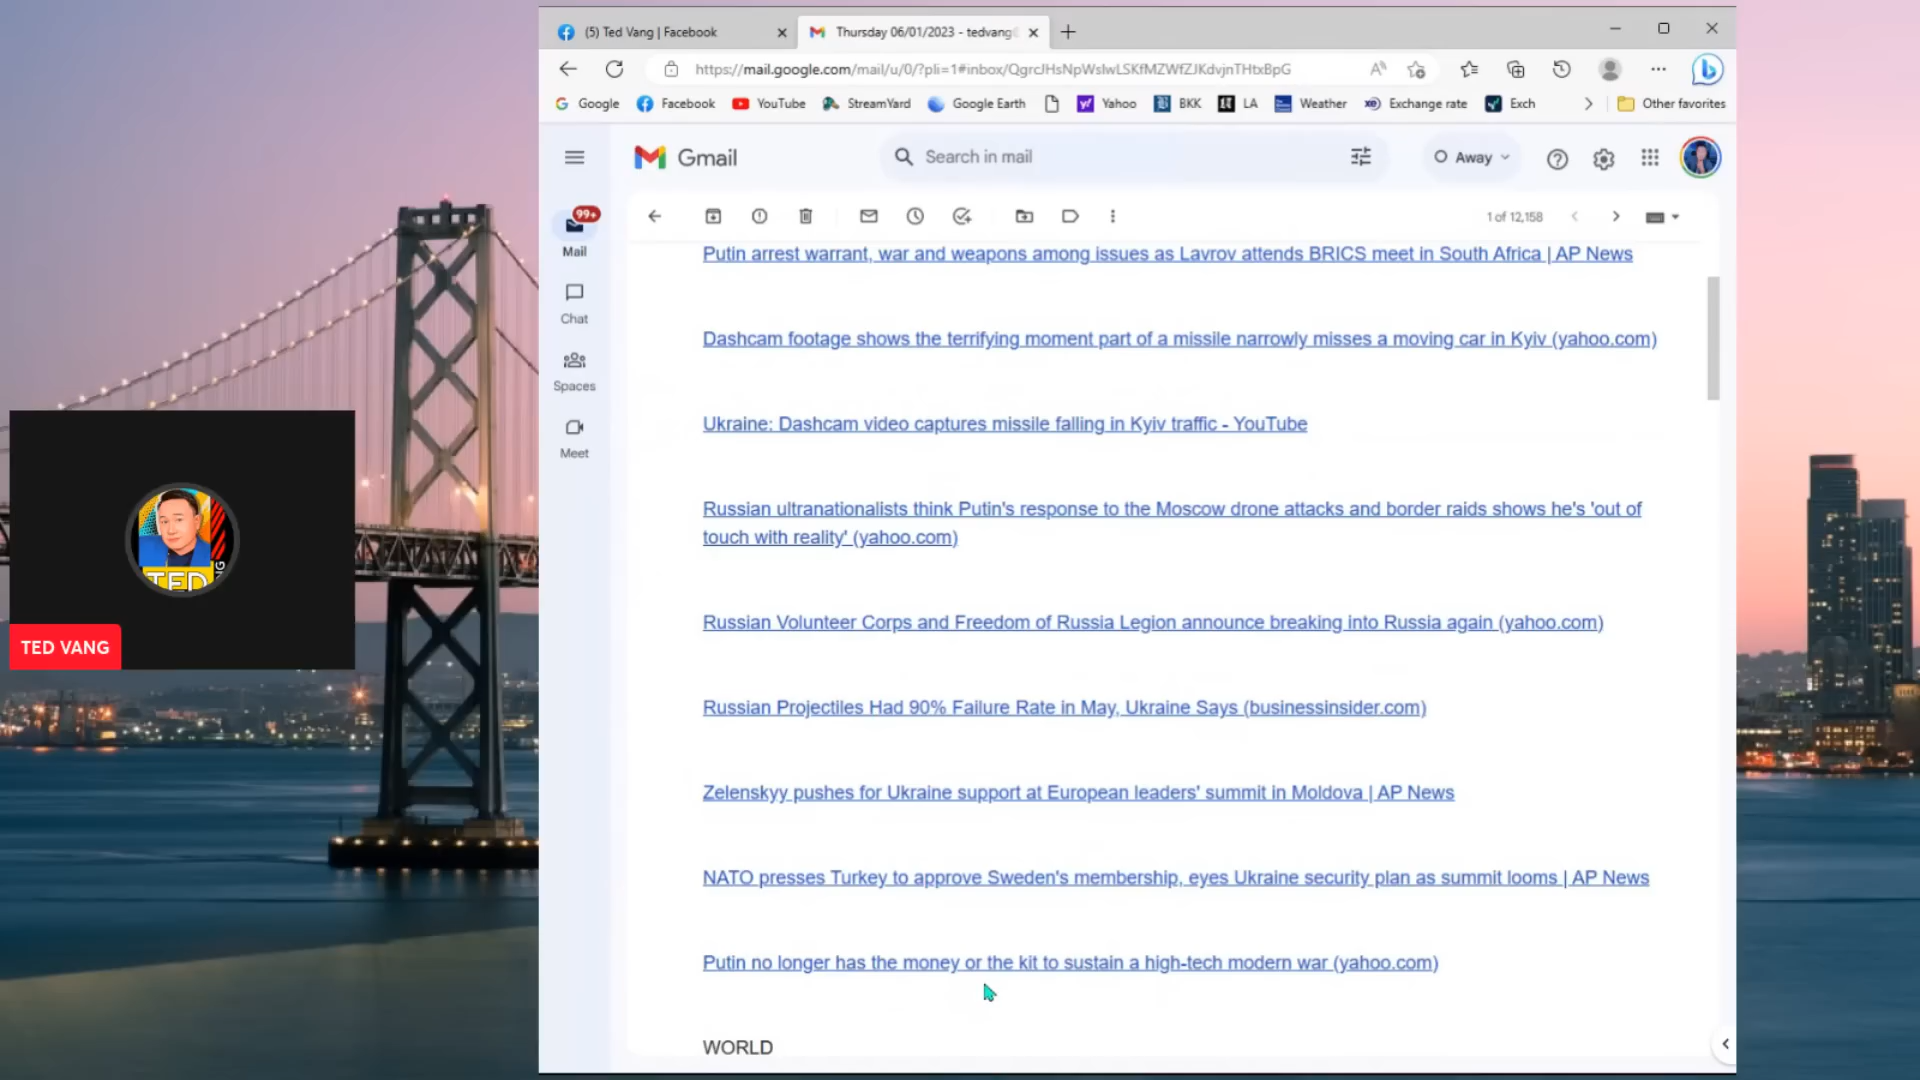 (5) Ted Vang | Facebook
Thursday 06/01/2023 - tedvang
https://mail.google.com/mail/u/0/?pli=1#inbox/QgrcJHsNpWsIwLSKfMZWfZJKdvjnTHtxBpG
Google
Facebook
YouTube
StreamYard
Google Earth
Yahoo
BKK
LA
Weather
Exchange rate
Exch
Other favorites
Gmail
Search in mail
Away
99+
Mail
Chat
Spaces
Meet
1 of 12,158
Putin arrest warrant, war and weapons among issues as Lavrov attends BRICS meet in South Africa | AP News
Dashcam footage shows the terrifying moment part of a missile narrowly misses a moving car in Kyiv (yahoo.com)
Ukraine: Dashcam video captures missile falling in Kyiv traffic - YouTube
Russian ultranationalists think Putin's response to the Moscow drone attacks and border raids shows he's 'out of
touch with reality' (yahoo.com)
Russian Volunteer Corps and Freedom of Russia Legion announce breaking into Russia again (yahoo.com)
Russian Projectiles Had 90% Failure Rate in May, Ukraine Says (businessinsider.com)
Zelenskyy pushes for Ukraine support at European leaders' summit in Moldova | AP News
NATO presses Turkey to approve Sweden's membership, eyes Ukraine security plan as summit looms | AP News
Putin no longer has the money or the kit to sustain a high-tech modern war (yahoo.com)
WORLD
TED
TED VANG